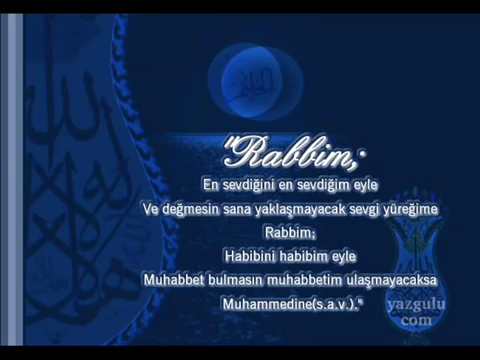 "Rabbim;
En sevdiğini en sevdiğim eyle
Ve değmesin sana yaklaşmayacak sevgi yüreğime
Rabbim;
Habibini habibim eyle
Muhabbet bulmasın muhabbetim ulaşmayacaksa
Muhammedine(s.a.v.)."
yazgulu
com